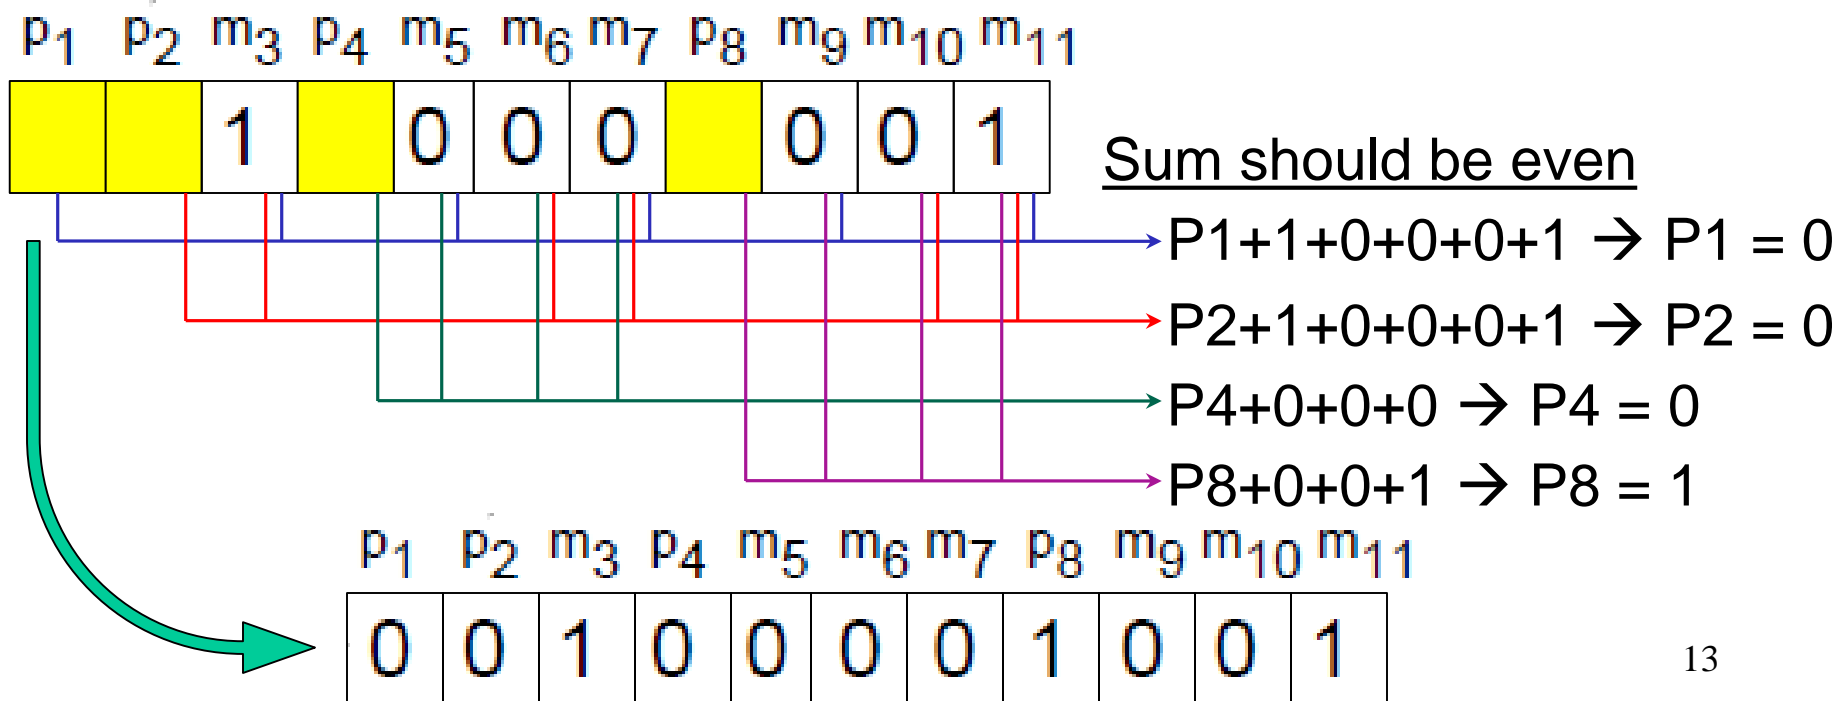 p1 p2 m3 p4 m5 m6 m7 p8 m9 m10 m11
1 0 0 0 0 0 1
Sum should be even
P1+1+0+0+0+1 → P1 = 0
P2+1+0+0+0+1 → P2 = 0
P4+0+0+0 → P4 = 0
P8+0+0+1 → P8 = 1
p1 p2 m3 p4 m5 m6 m7 p8 m9 m10 m11
0 0 1 0 0 0 0 1 0 0 1
13